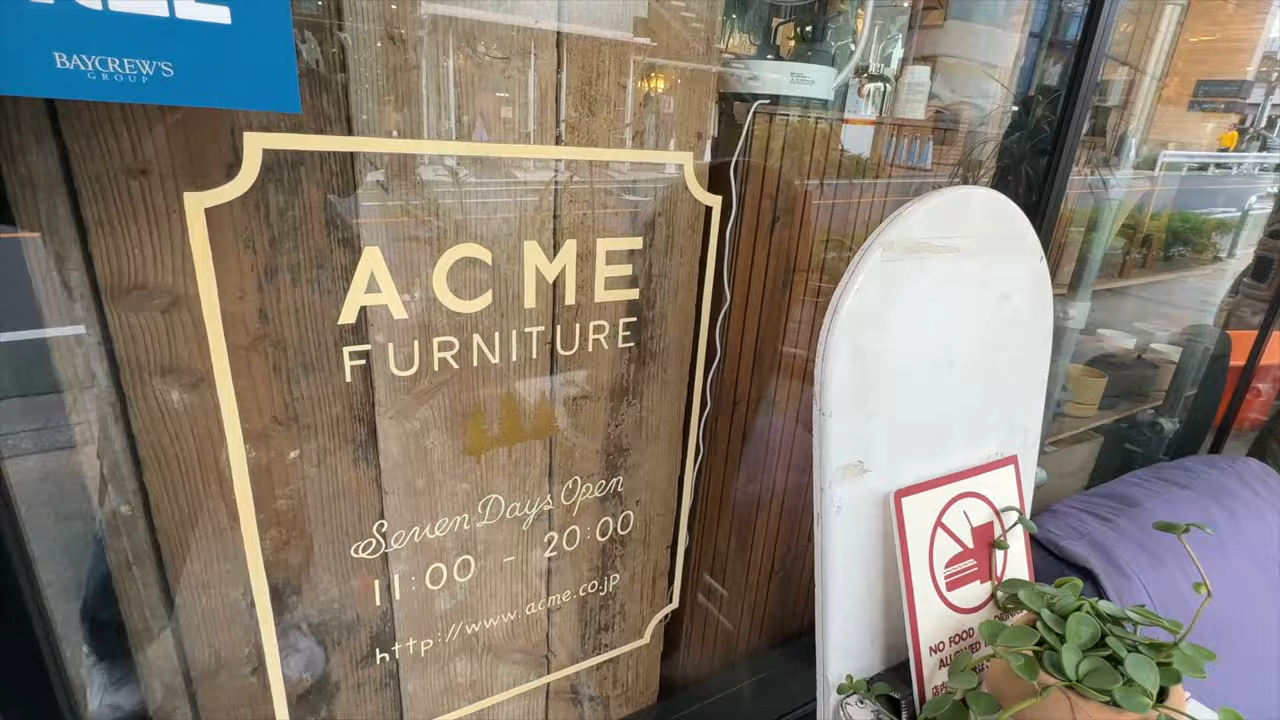 BAYCREW'S
GROUP
ACME
FURNITURE
Seven Days Open
11:00 - 20:00
http://www.acme.co.jp
NO FOOD
ALLOWED